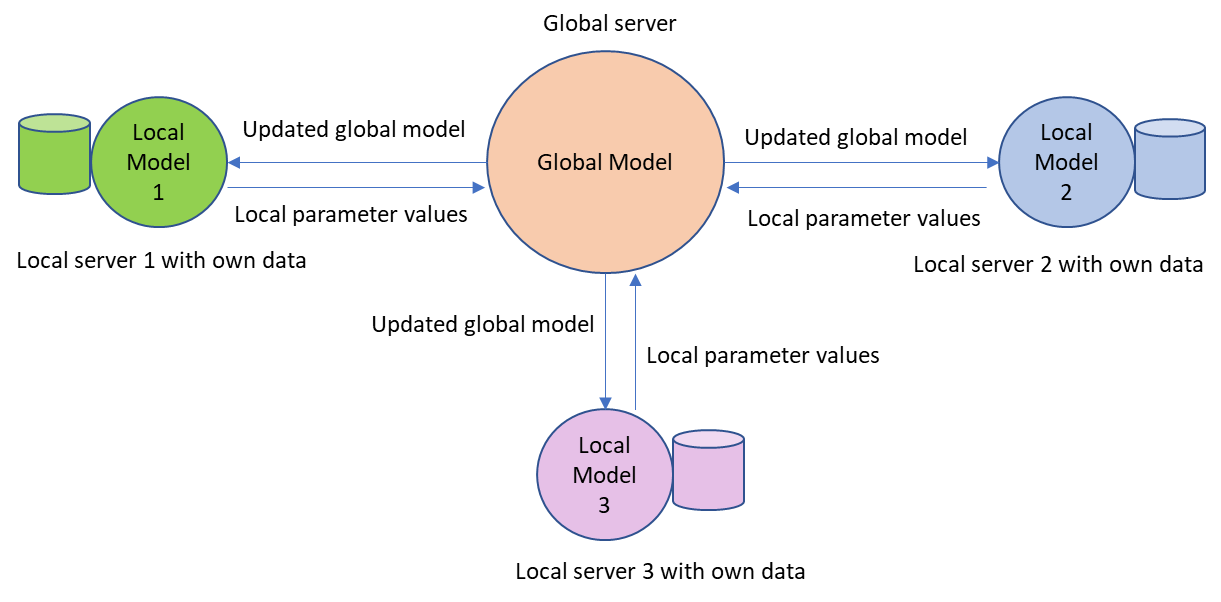 Global server
Local
Model
1
Updated global model
Local parameter values
Local server 1 with own data
Global Model
Updated global model
Local parameter values
Local
Model
2
Local server 2 with own data
Updated global model
Local parameter values
Local
Model
3
Local server 3 with own data